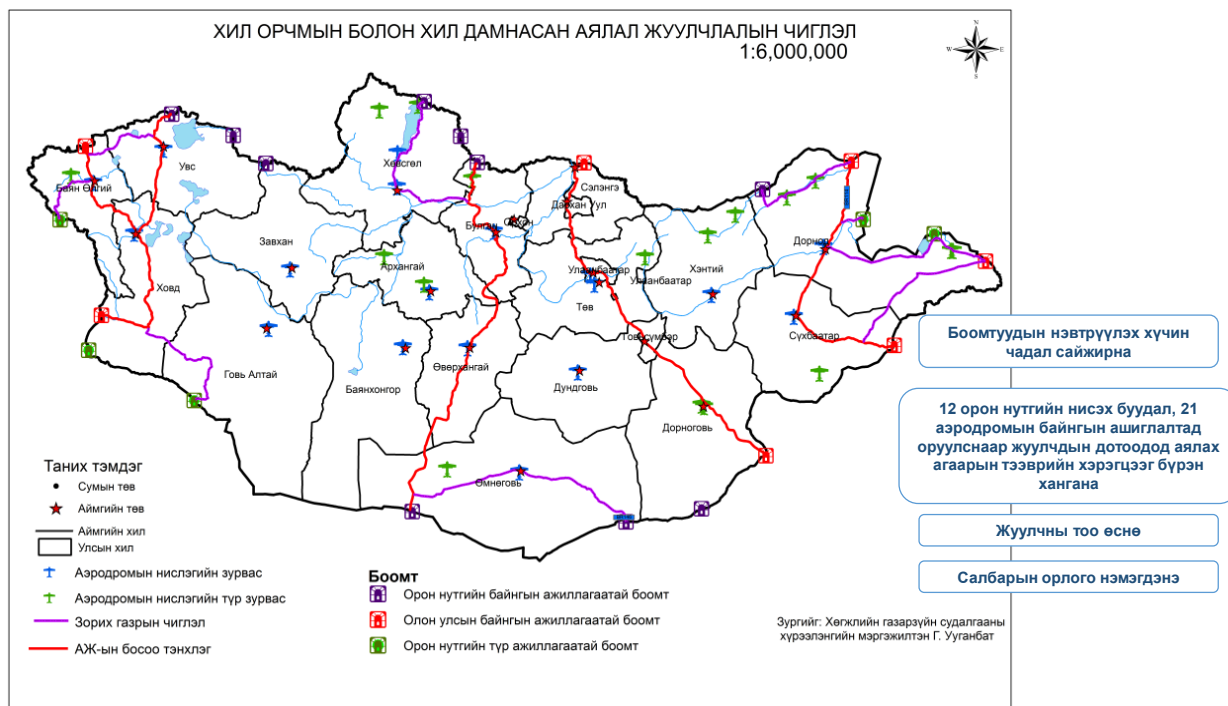 ХИЛ ОРЧМЫН БОЛОН ХИЛ ДАМНАСАН АЯЛАЛ ЖУУЛЧЛАЛЫН ЧИГЛЭЛ
1:6,000,000
N
W
E
S
Увс
Баян Өлгий
Ховд
Завхан
Говь Алтай
Хөвсгөл
Архангай
Баянхонгор
Өвөрхангай
Булган
Орхон
Сэлэнгэ
Дархан Уул
Улаанбаатар
Улаанбаатар
Төв
Говьсүмбэр
Дундговь
Өмнөговь
Дорноговь
Хэнтий
Дорнод
Сүхбаатар
Таних тэмдэг
Сумын төв
Аймгийн төв
Аймгийн хил
Улсын хил
Аэродромын нислэгийн зурвас
Аэродромын нислэгийн түр зурвас
Зорих газрын чиглэл
АЖ-ын босоо тэнхлэг
Боомт
Орон нутгийн байнгын ажиллагаатай боомт
Олон улсын байнгын ажиллагаатай боомт
Орон нутгийн түр ажиллагаатай боомт
Зургийг: Хөгжлийн газарзүйн судалгааны
хүрээлэнгийн мэргэжилтэн Г. Ууганбат
Боомтуудын нэвтрүүлэх хүчин
чадал сайжирна
12 орон нутгийн нисэх буудал, 21
аэродромын байнгын ашиглалтад
оруулснаар жуулчдын дотоодод аялах
агаарын тээврийн хэрэгцээг бүрэн
хангана
Жуулчны тоо өснө
Салбарын орлого нэмэгдэнэ